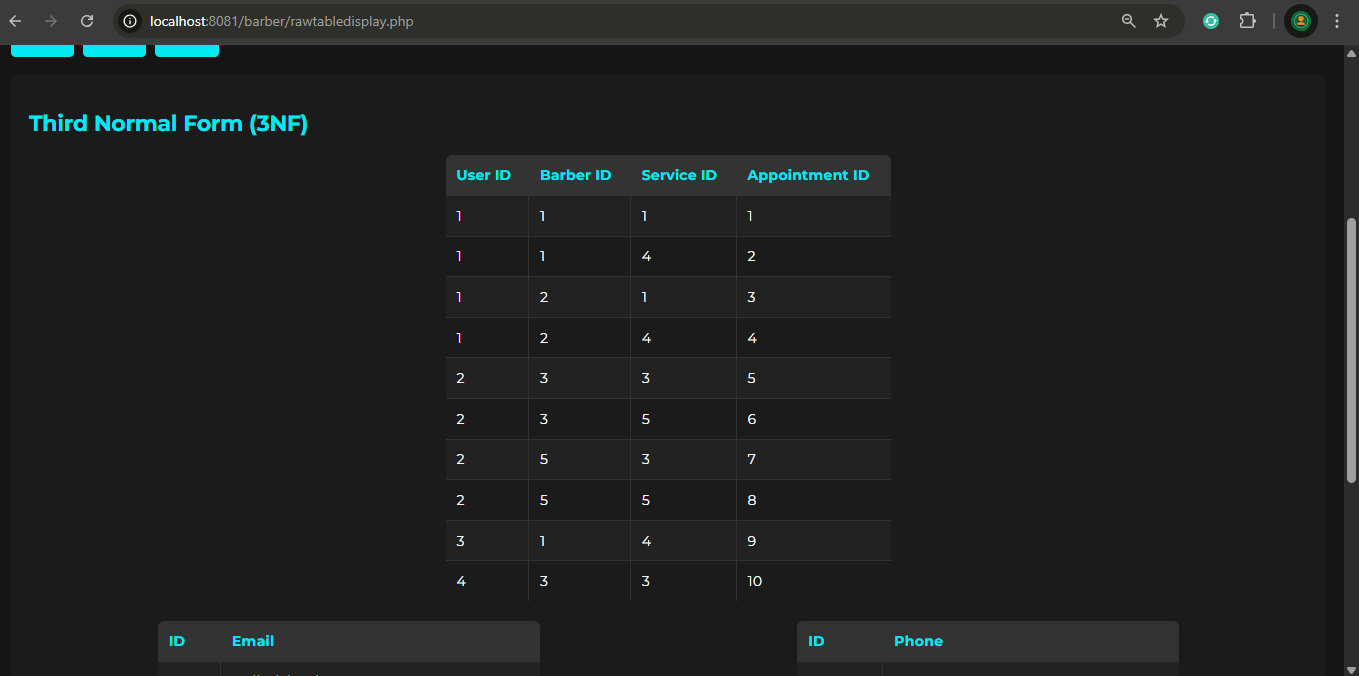 localhost:8081/barber/rawtabledisplay.php
Third Normal Form (3NF)
User ID Barber ID Service ID Appointment ID
1 1 1 1
1 1 4 2
1 2 1 3
1 2 4 4
2 3 3 5
2 3 5 6
2 5 3 7
2 5 5 8
3 1 4 9
4 3 3 10
ID Email ID Phone